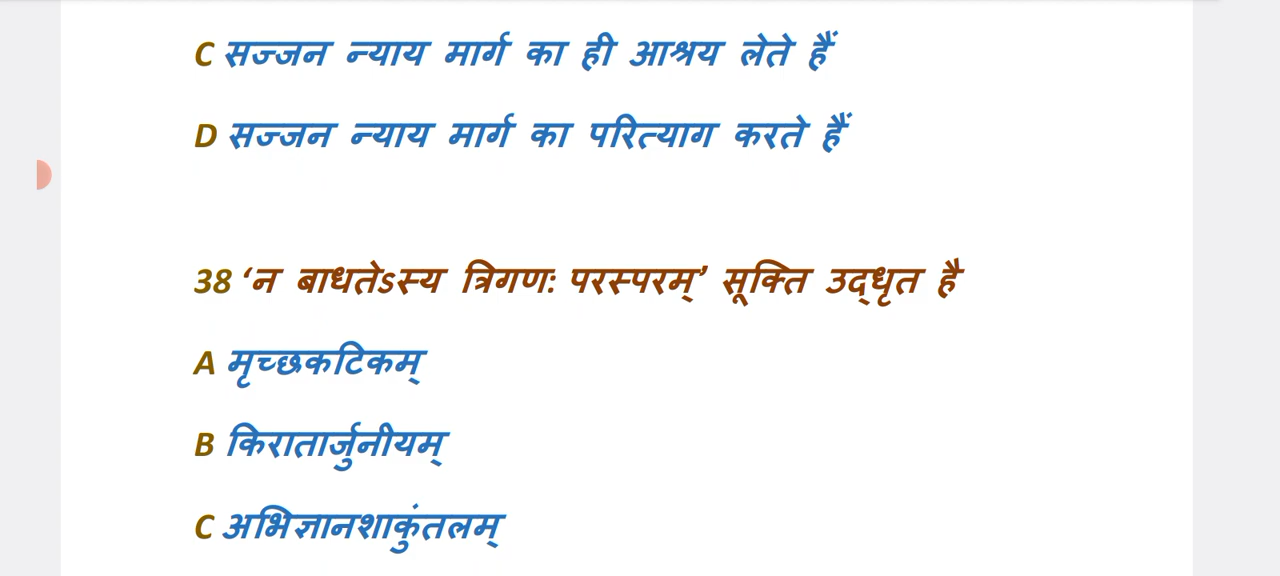 C सज्जन न्याय मार्ग का ही आश्रय लेते हैं
D सज्जन न्याय मार्ग का परित्याग करते हैं
38 ‘न बाधतेऽस्य त्रिगण: परस्परम्’ सूक्ति उद्धृत है
A मृच्छकटिकम्
B किरातार्जुनीयम्
C अभिज्ञानशाकुंतलम्